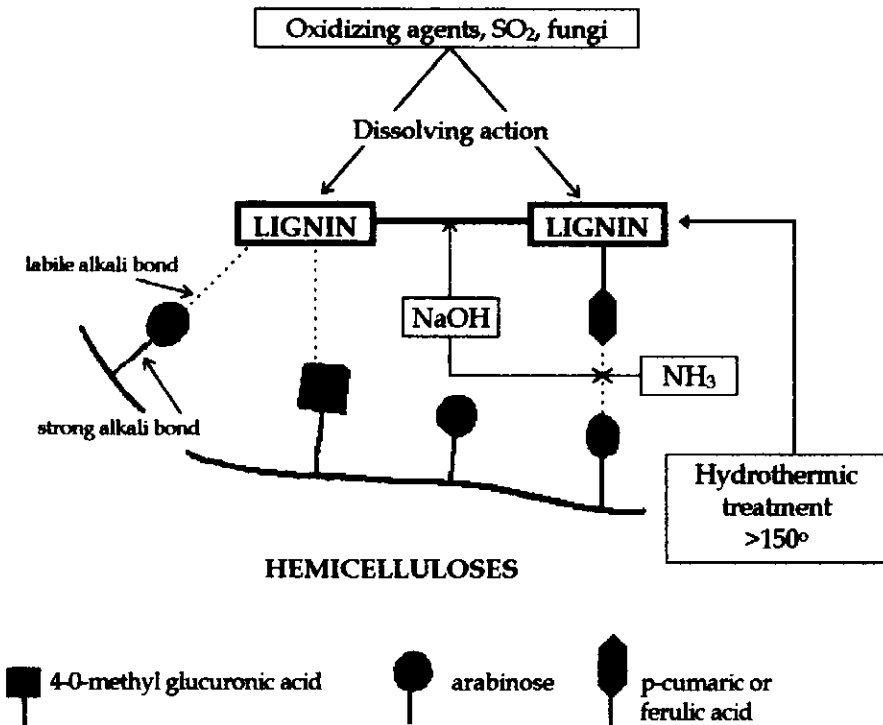 Oxidizing agents, SO₂, fungi
Dissolving action
LIGNIN
LIGNIN
labile alkali bond
NaOH
NH₃
strong alkali bond
Hydrothermic
treatment
>150°
HEMICELLULOSES
4-0-methyl glucuronic acid
arabinose
p-cumaric or
ferulic acid